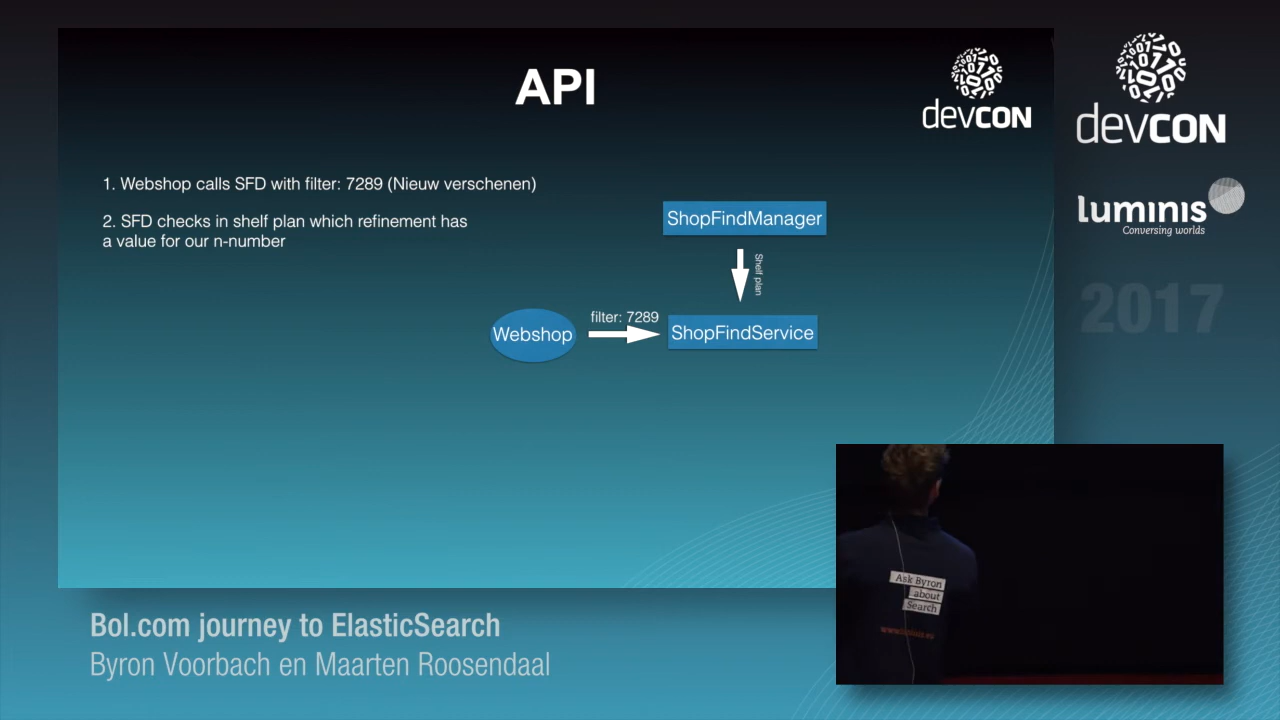 API
devCON
devCON
1. Webshop calls SFD with filter: 7289 (Nieuw verschenen)
2. SFD checks in shelf plan which refinement has
a value for our n-number
ShopFindManager
Shelf plan
Webshop
filter: 7289
ShopFindService
luminis
Conversing worlds
2017
Ask Byron
about
Search
Bol.com journey to ElasticSearch
Byron Voorbach en Maarten Roosendaal